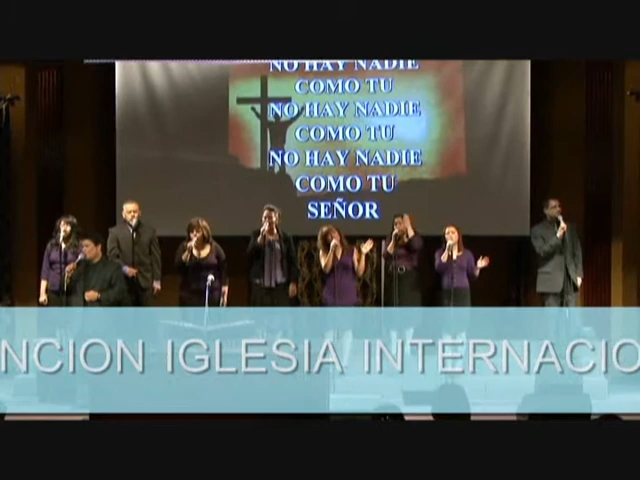 NO HAY NADIE
COMO TU
NO HAY NADIE
COMO TU
NO HAY NADIE
COMO TU
SEÑOR
NCION IGLESIA INTERNACIO